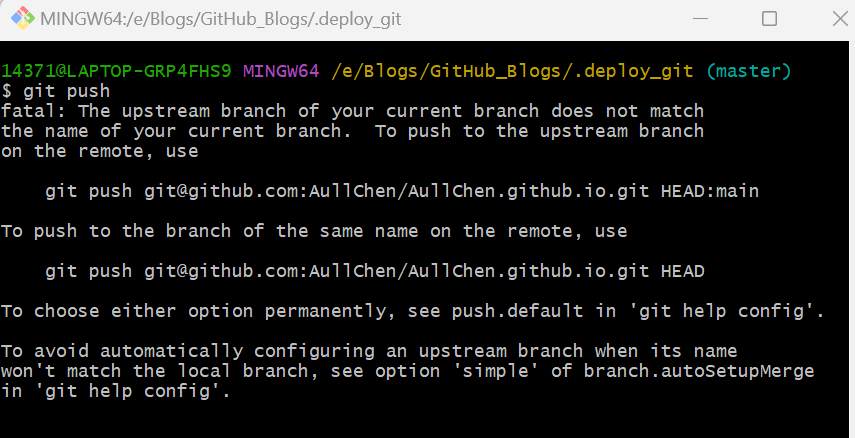 MINGW64:/e/Blogs/GitHub_Blogs/.deploy_git
14371@LAPTOP-GRP4FHS9 MINGW64 /e/Blogs/GitHub_Blogs/.deploy_git (master)
$ git push
fatal: The upstream branch of your current branch does not match
the name of your current branch.  To push to the upstream branch
on the remote, use

    git push git@github.com:AullChen/AullChen.github.io.git HEAD:main

To push to the branch of the same name on the remote, use

    git push git@github.com:AullChen/AullChen.github.io.git HEAD

To choose either option permanently, see push.default in 'git help config'.

To avoid automatically configuring an upstream branch when its name
won't match the local branch, see option 'simple' of branch.autoSetupMerge
in 'git help config'.